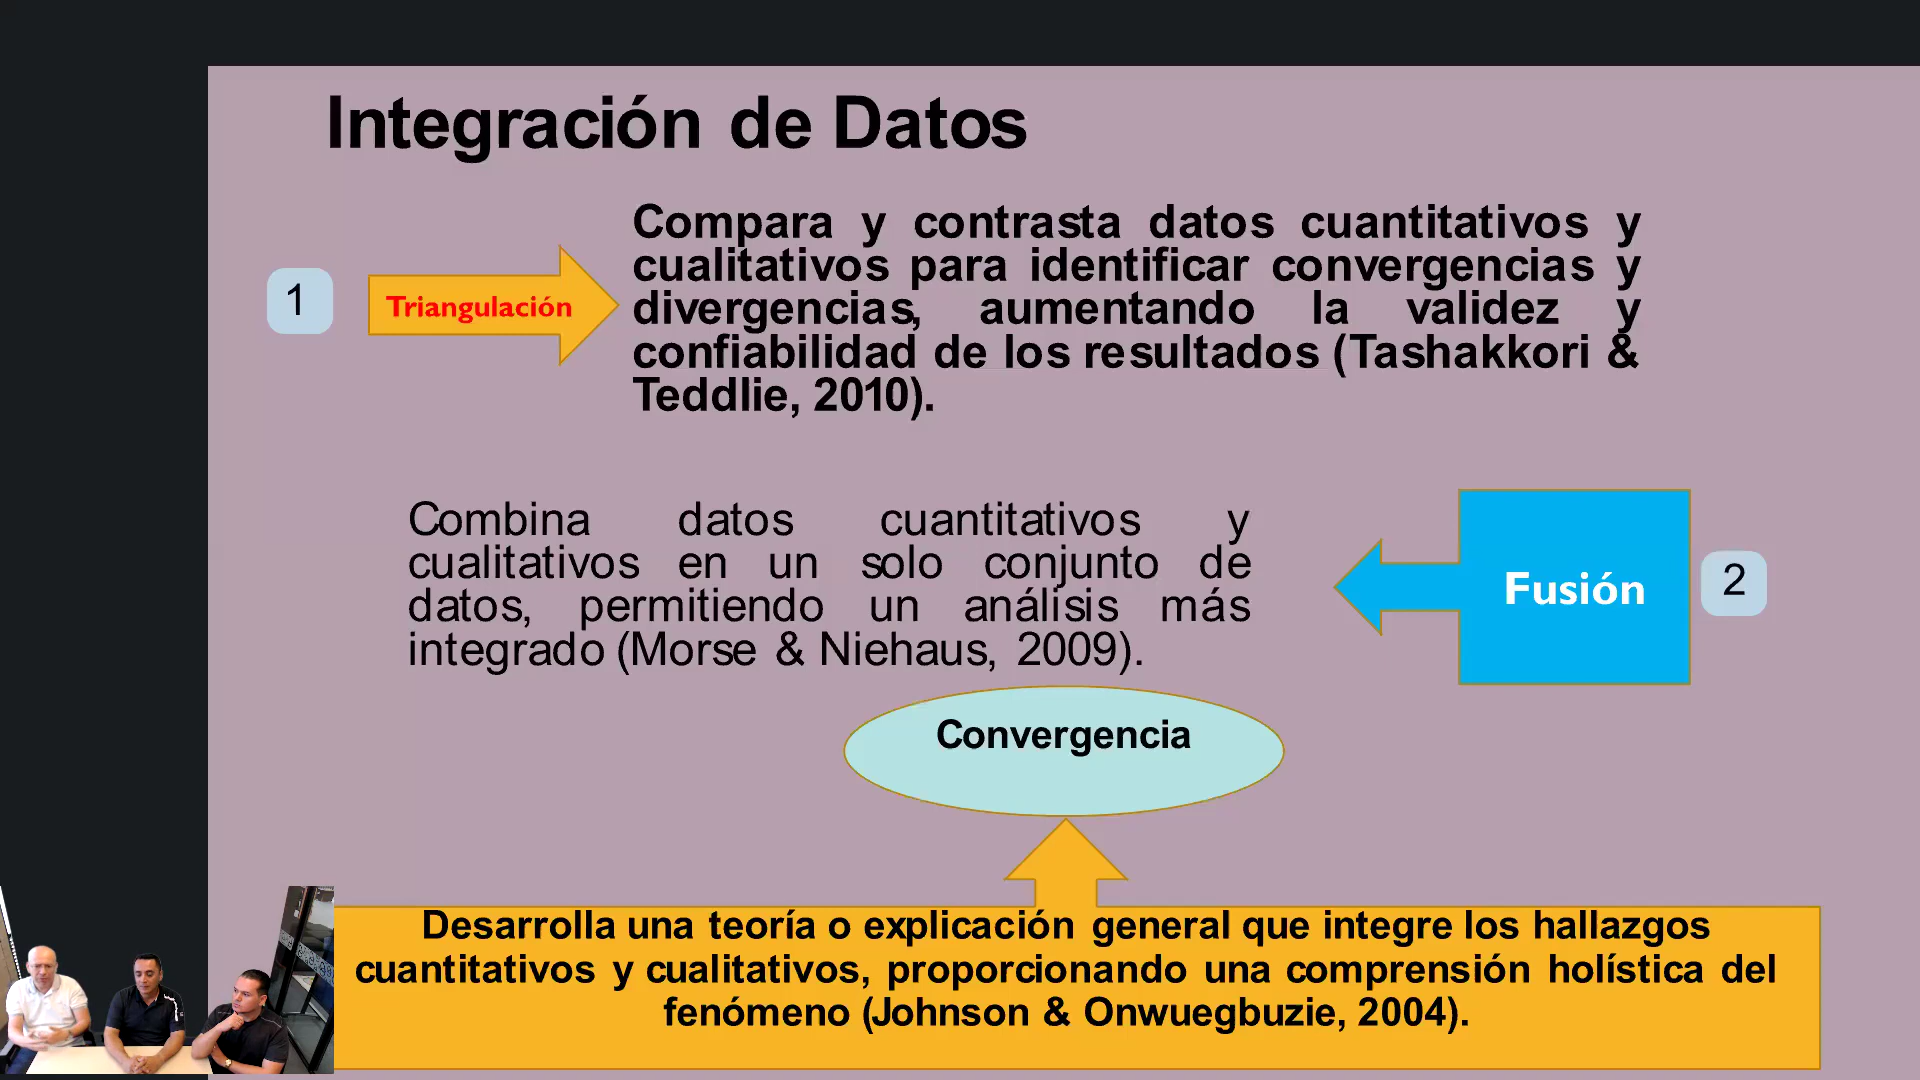 Integración de Datos
1
Triangulación
Compara y contrasta datos cuantitativos y
cualitativos para identificar convergencias y
divergencias, aumentando la validez y
confiabilidad de los resultados (Tashakkori &
Teddlie, 2010).
Combina datos cuantitativos y
cualitativos en un solo conjunto de
datos, permitiendo un análisis más
integrado (Morse & Niehaus, 2009).
Fusión
2
Convergencia
Desarrolla una teoría o explicación general que integre los hallazgos
cuantitativos y cualitativos, proporcionando una comprensión holística del
fenómeno (Johnson & Onwuegbuzie, 2004).